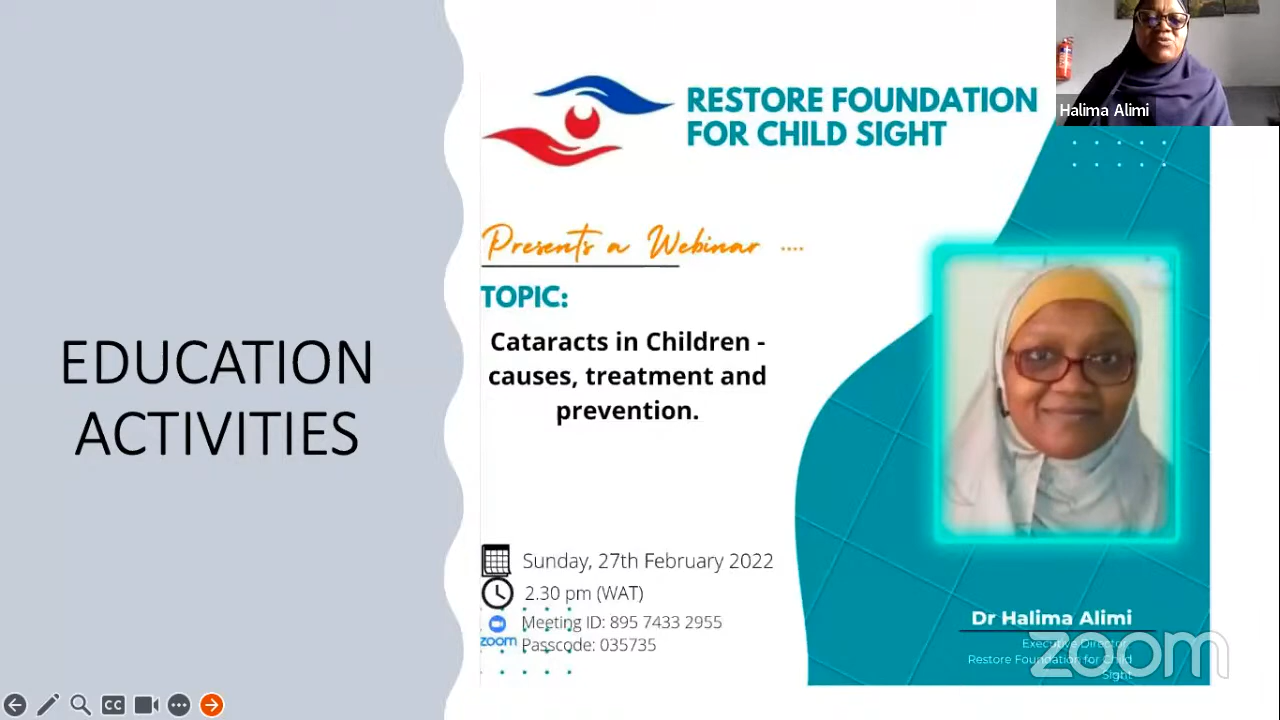 EDUCATION
ACTIVITIES
RESTORE FOUNDATION
FOR CHILD SIGHT
Presents a Webinar ....
TOPIC:
Cataracts in Children -
causes, treatment and
prevention.
Sunday, 27th February 2022
2.30 pm (WAT)
Meeting ID: 895 7433 2955
zoom
Passcode: 035735
Halima Alimi
Dr Halima Alimi
Executive Director
Restore Foundation for Child
Sight
zoom
CC